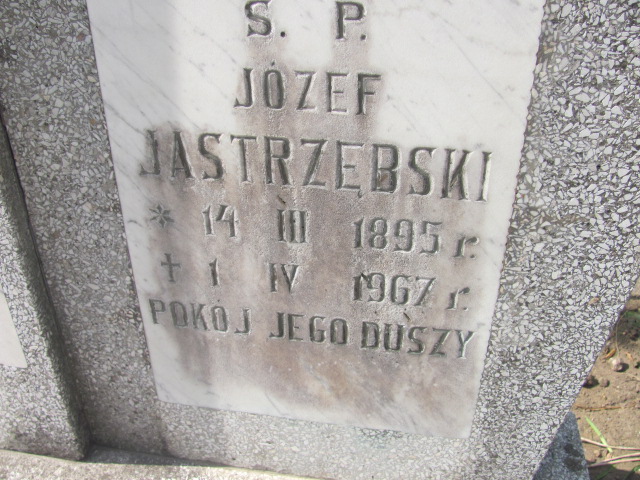 Ś. P.
JÓZEF
JASTRZĘBSKI
* 14 III 1895 r.
† 1 IV 1967 r.
POKÓJ JEGO DUSZY